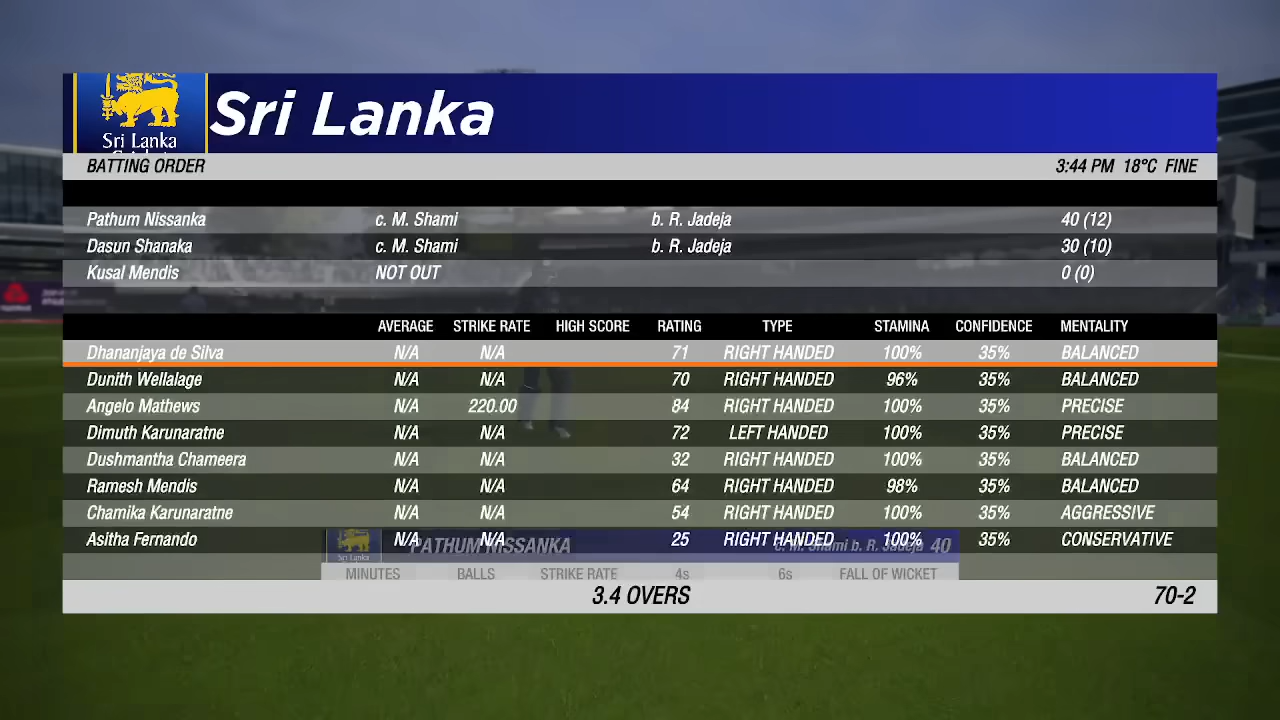 Sri Lanka
Sri Lanka
BATTING ORDER 3:44 PM 18°C FINE
Pathum Nissanka c. M. Shami b. R. Jadeja 40 (12)
Dasun Shanaka c. M. Shami b. R. Jadeja 30 (10)
Kusal Mendis NOT OUT 0 (0)
AVERAGE STRIKE RATE HIGH SCORE RATING TYPE STAMINA CONFIDENCE MENTALITY
Dhananjaya de Silva N/A N/A 71 RIGHT HANDED 100% 35% BALANCED
Dunith Wellalage N/A N/A 70 RIGHT HANDED 96% 35% BALANCED
Angelo Mathews N/A 220.00 84 RIGHT HANDED 100% 35% PRECISE
Dimuth Karunaratne N/A N/A 72 LEFT HANDED 100% 35% PRECISE
Dushmantha Chameera N/A N/A 32 RIGHT HANDED 100% 35% BALANCED
Ramesh Mendis N/A N/A 64 RIGHT HANDED 98% 35% BALANCED
Chamika Karunaratne N/A N/A 54 RIGHT HANDED 100% 35% AGGRESSIVE
Asitha Fernando N/A N/A 25 RIGHT HANDED 100% 35% CONSERVATIVE
PATHUM NISSANKA c. M. Shami b. R. Jadeja 40
Sri Lanka
MINUTES BALLS STRIKE RATE 4s 6s FALL OF WICKET
3.4 OVERS 70-2